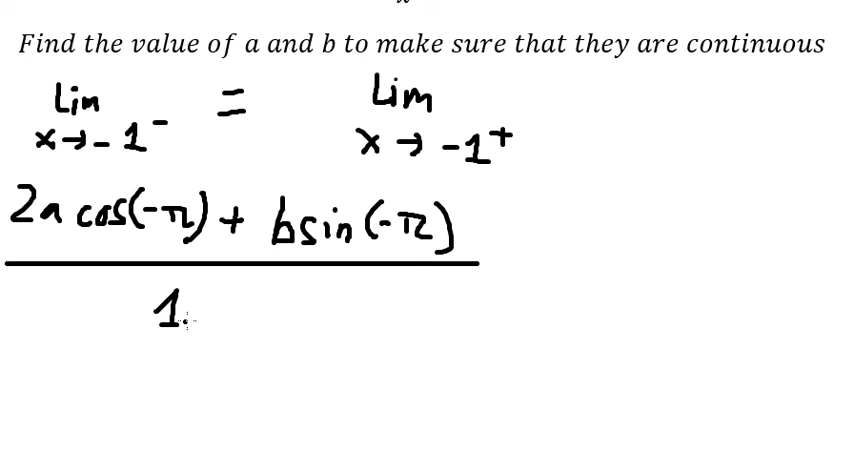 Find the value of a and b to make sure that they are continuous
Lim = Lim
x→-1⁻ x→-1⁺
2a cos(-π) + b sin(-π)
1.